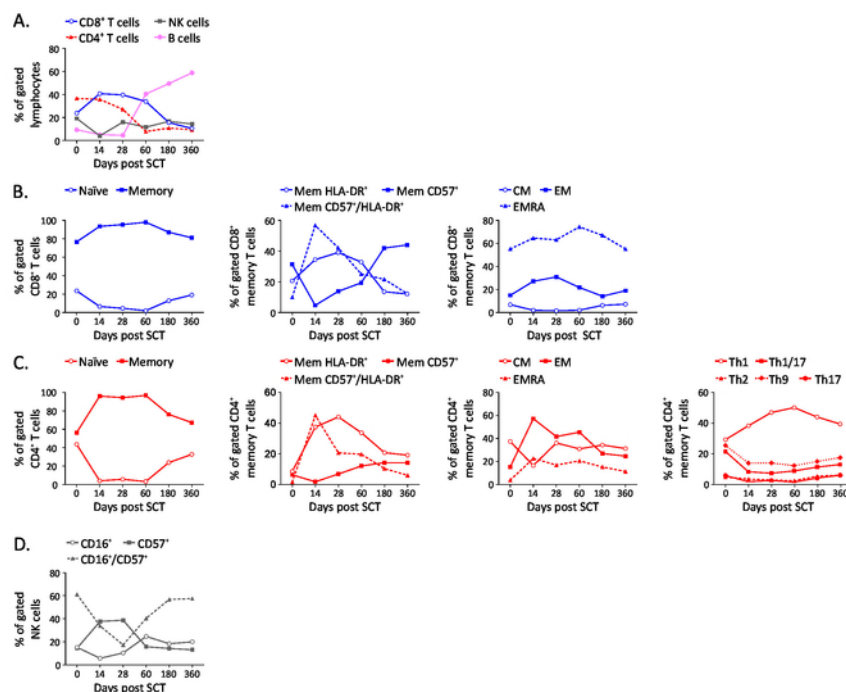 A.
CD8⁺ T cells NK cells
CD4⁺ T cells B cells
% of gated lymphocytes
80
60
40
20
0
0 14 28 60 180 360
Days post SCT
B.
Naïve Memory
% of gated CD8⁺ T cells
100
80
60
40
20
0
0 14 28 60 180 360
Days post SCT
Mem HLA-DR⁺ Mem CD57⁺
Mem CD57⁺/HLA-DR⁺
% of gated CD8⁺ memory T cells
60
40
20
0
0 14 28 60 180 360
Days post SCT
CM EM
EMRA
% of gated CD8⁺ memory T cells
80
60
40
20
0
0 14 28 60 180 360
Days post SCT
C.
Naïve Memory
% of gated CD4⁺ T cells
100
80
60
40
20
0
0 14 28 60 180 360
Days post SCT
Mem HLA-DR⁺ Mem CD57⁺
Mem CD57⁺/HLA-DR⁺
% of gated CD4⁺ memory T cells
60
40
20
0
0 14 28 60 180 360
Days post SCT
CM EM
EMRA
% of gated CD4⁺ memory T cells
80
60
40
20
0
0 14 28 60 180 360
Days post SCT
Th1 Th1/17
Th2 Th9 Th17
% of gated CD4⁺ memory T cells
60
40
20
0
0 14 28 60 180 360
Days post SCT
D.
CD16⁺ CD57⁺
CD16⁺/CD57⁺
% of gated NK cells
80
60
40
20
0
0 14 28 60 180 360
Days post SCT